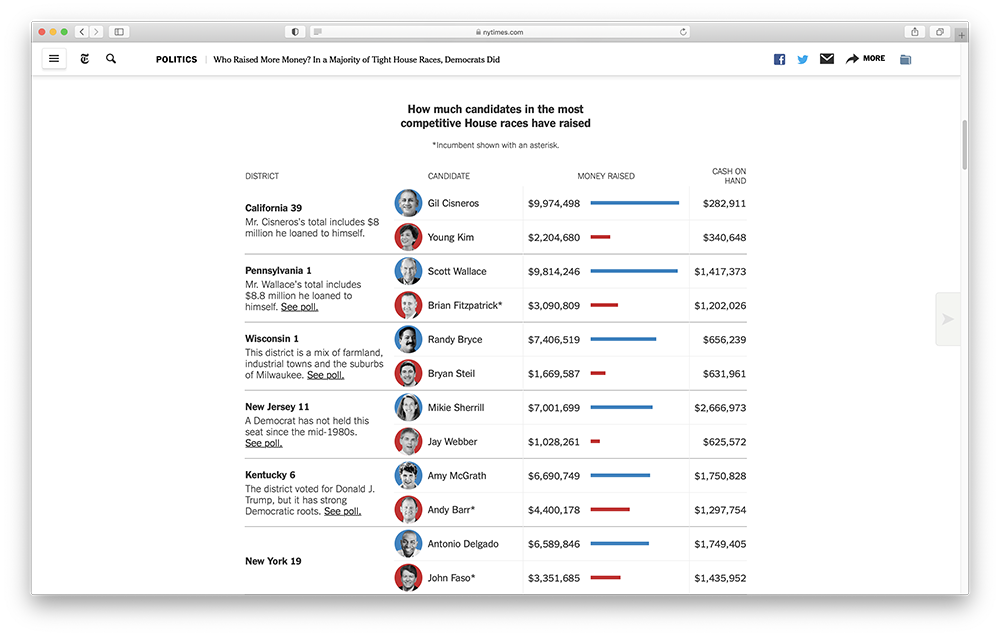 nytimes.com
POLITICS | Who Raised More Money? In a Majority of Tight House Races, Democrats Did
MORE
How much candidates in the most
competitive House races have raised
*Incumbent shown with an asterisk.
DISTRICT CANDIDATE MONEY RAISED CASH ON
HAND
California 39
Mr. Cisneros's total includes $8
million he loaned to himself.
Gil Cisneros $9,974,498 $282,911
Young Kim $2,204,680 $340,648
Pennsylvania 1
Mr. Wallace's total includes
$8.8 million he loaned to
himself. See poll.
Scott Wallace $9,814,246 $1,417,373
Brian Fitzpatrick* $3,090,809 $1,202,026
Wisconsin 1
This district is a mix of farmland,
industrial towns and the suburbs
of Milwaukee. See poll.
Randy Bryce $7,406,519 $656,239
Bryan Steil $1,669,587 $631,961
New Jersey 11
A Democrat has not held this
seat since the mid-1980s.
See poll.
Mikie Sherrill $7,001,699 $2,666,973
Jay Webber $1,028,261 $625,572
Kentucky 6
The district voted for Donald J.
Trump, but it has strong
Democratic roots. See poll.
Amy McGrath $6,690,749 $1,750,828
Andy Barr* $4,400,178 $1,297,754
New York 19
Antonio Delgado $6,589,846 $1,749,405
John Faso* $3,351,685 $1,435,952